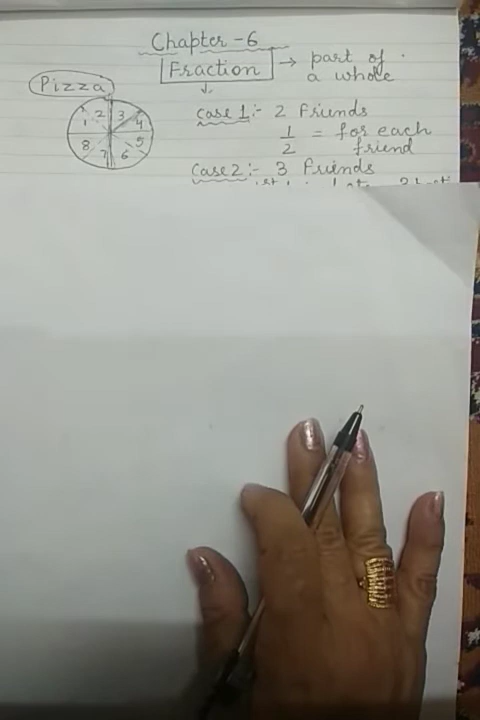 Chapter-6
Fraction → part of a whole
Pizza
1 2 3 4 5 6 7 8
Case 1:- 2 Friends
1/2 = for each friend
Case 2:- 3 Friends